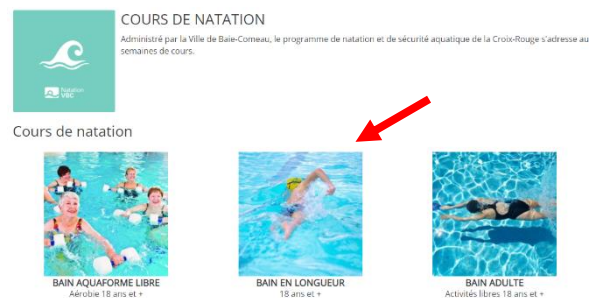 COURS DE NATATION
Administré par la Ville de Baie-Comeau, le programme de natation et de sécurité aquatique de la Croix-Rouge s'adresse au
semaines de cours.
Natation
VBC
Cours de natation
BAIN AQUAFORME LIBRE
Aérobie 18 ans et +
BAIN EN LONGUEUR
18 ans et +
BAIN ADULTE
Activités libres 18 ans et +